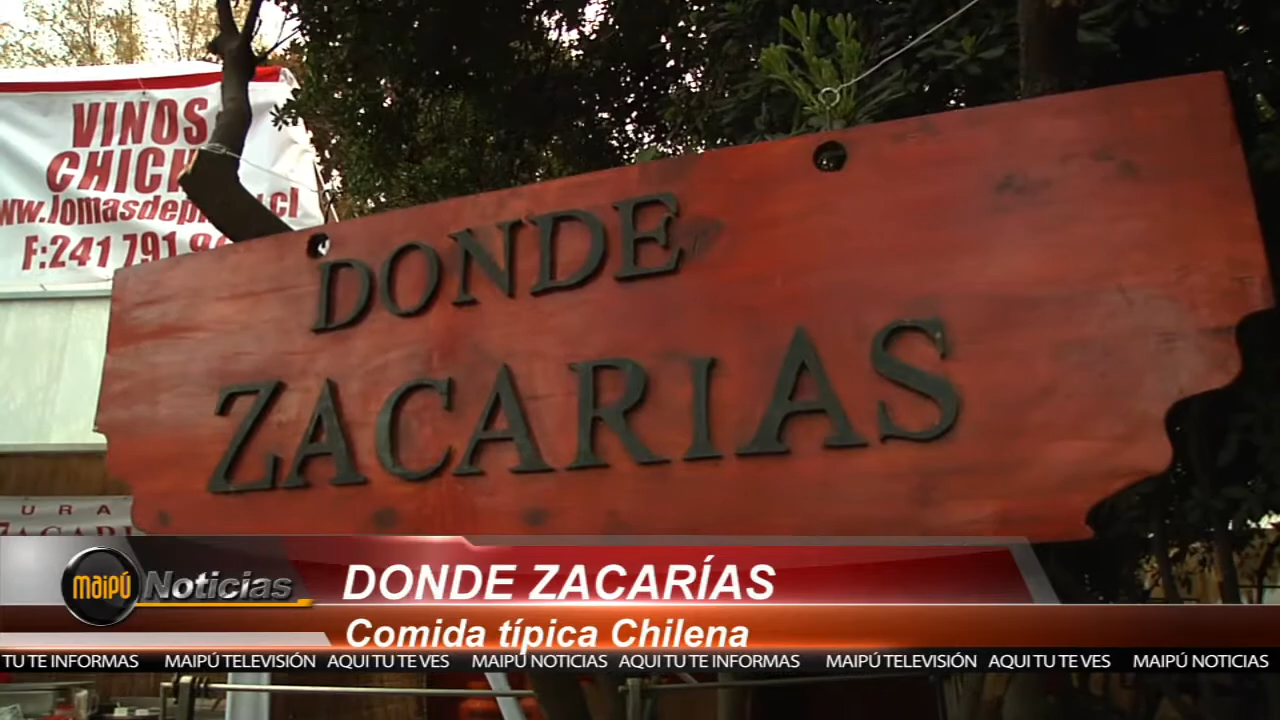 VINOS
F:241 791
DONDE
ZACARIAS
URA
maipú Noticias
DONDE ZACARÍAS
Comida típica Chilena
TU TE INFORMAS MAIPÚ TELEVISIÓN AQUI TU TE VES MAIPÚ NOTICIAS AQUI TU TE INFORMAS MAIPÚ TELEVISIÓN AQUI TU TE VES MAIPÚ NOTICIAS